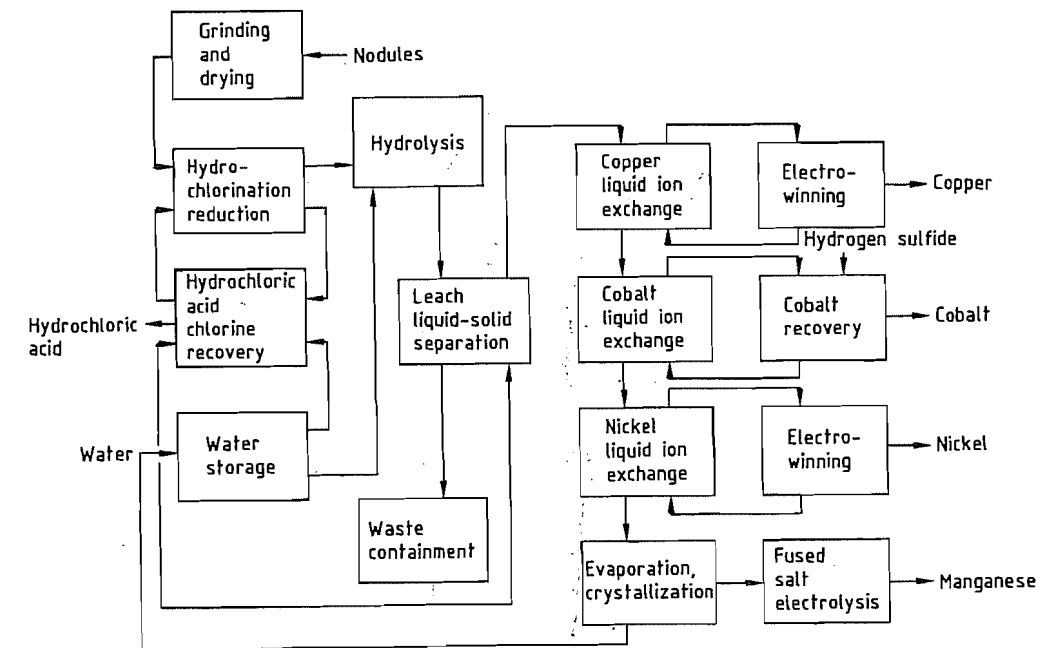 Grinding
and
drying
Nodules
Hydro-
chlorination
reduction
Hydrolysis
Hydrochloric
acid
chlorine
recovery
Hydrochloric
acid
Leach
liquid-solid
separation
Water
Water
storage
Waste
containment
Copper
liquid ion
exchange
Electro-
winning
Copper
Hydrogen sulfide
Cobalt
liquid ion
exchange
Cobalt
recovery
Cobalt
Nickel
liquid ion
exchange
Electro-
winning
Nickel
Evaporation,
crystallization
Fused
salt
electrolysis
Manganese